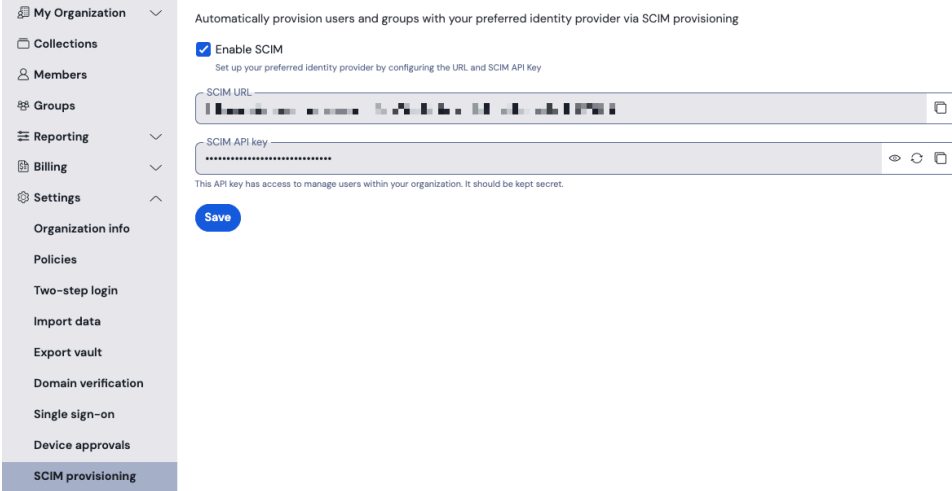 My Organization
Collections
Members
Groups
Reporting
Billing
Settings
Organization info
Policies
Two-step login
Import data
Export vault
Domain verification
Single sign-on
Device approvals
SCIM provisioning
Automatically provision users and groups with your preferred identity provider via SCIM provisioning
Enable SCIM
Set up your preferred identity provider by configuring the URL and SCIM API Key
SCIM URL
SCIM API key
••••••••••••••••••••••••••••••
This API key has access to manage users within your organization. It should be kept secret.
Save